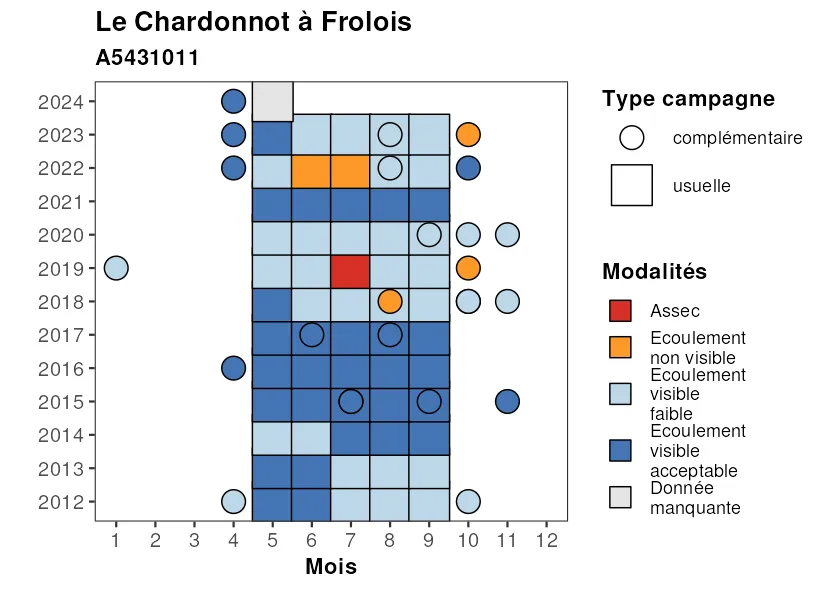 Le Chardonnot à Frolois
A5431011
2024
2023
2022
2021
2020
2019
2018
2017
2016
2015
2014
2013
2012
1 2 3 4 5 6 7 8 9 10 11 12
Mois
Type campagne
complémentaire
usuelle
Modalités
Assec
Ecoulement
non visible
Ecoulement
visible
faible
Ecoulement
visible
acceptable
Donnée
manquante